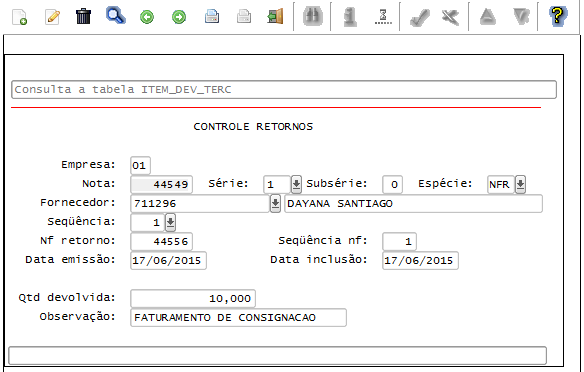 Consulta a tabela ITEM_DEV_TERC
CONTROLE RETORNOS
Empresa: 01
Nota: 44549 Série: 1 Subsérie: 0 Espécie: NFR
Fornecedor: 711296 DAYANA SANTIAGO
Seqüência: 1
Nf retorno: 44556 Seqüência nf: 1
Data emissão: 17/06/2015 Data inclusão: 17/06/2015
Qtd devolvida: 10,000
Observação: FATURAMENTO DE CONSIGNACAO